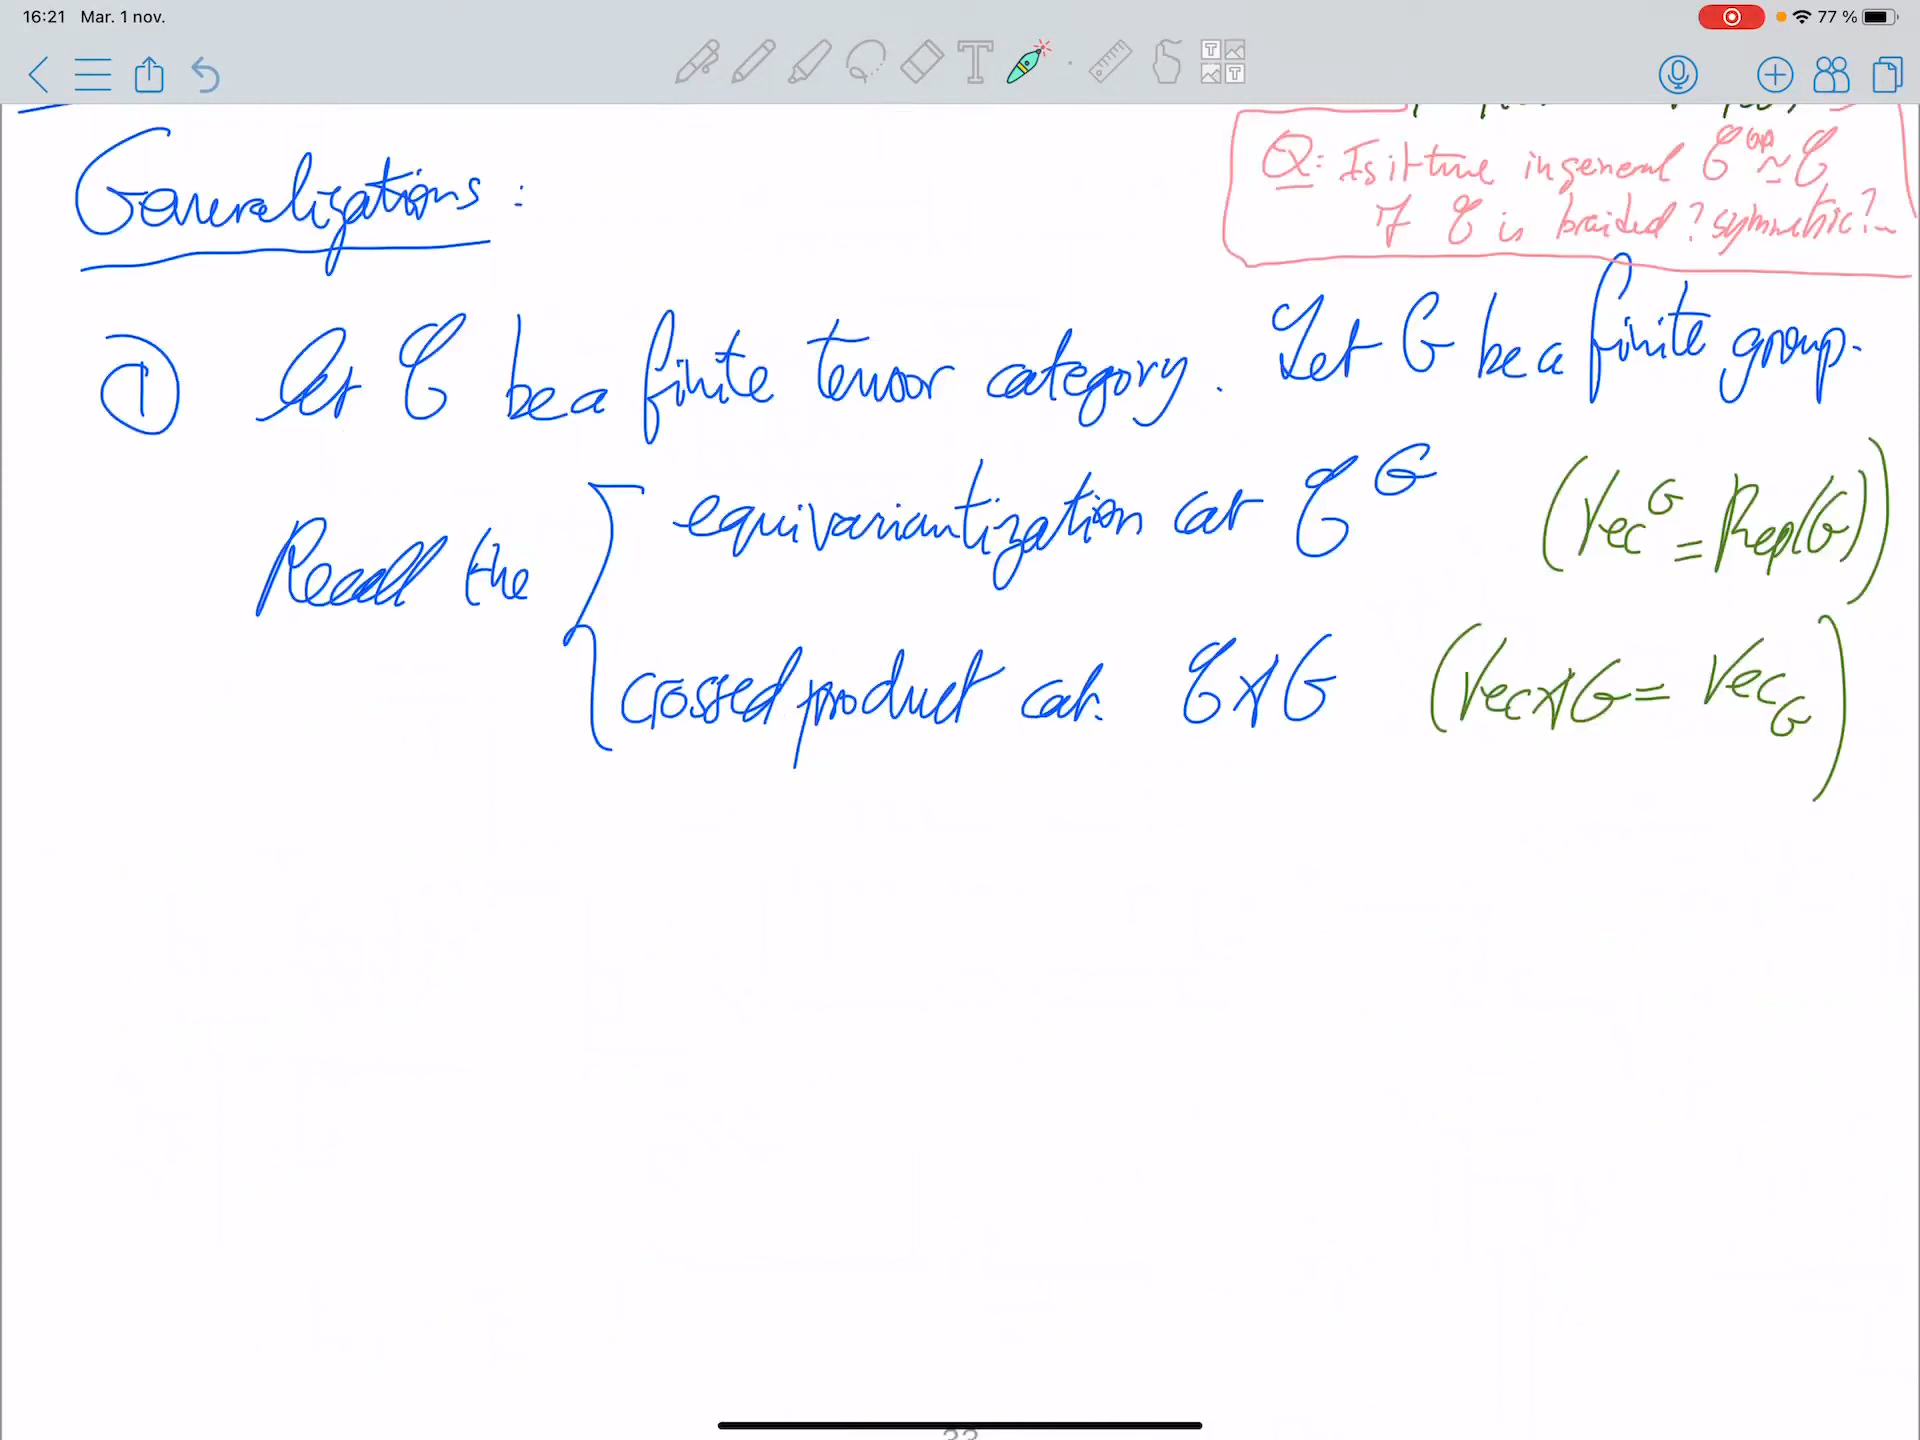 16:21 Mar. 1 nov. 77 %
Q: Is it true in general 𝒞^op ≃ 𝒞
if 𝒞 is braided? symmetric?
Generalizations :
① Let 𝒞 be a finite tensor category. Let G be a finite group.
Recall the
equivariantization cat 𝒞^G (Vec^G = Rep(G))
crossed product cat. 𝒞⋊G (Vec⋊G = Vec_G)
33